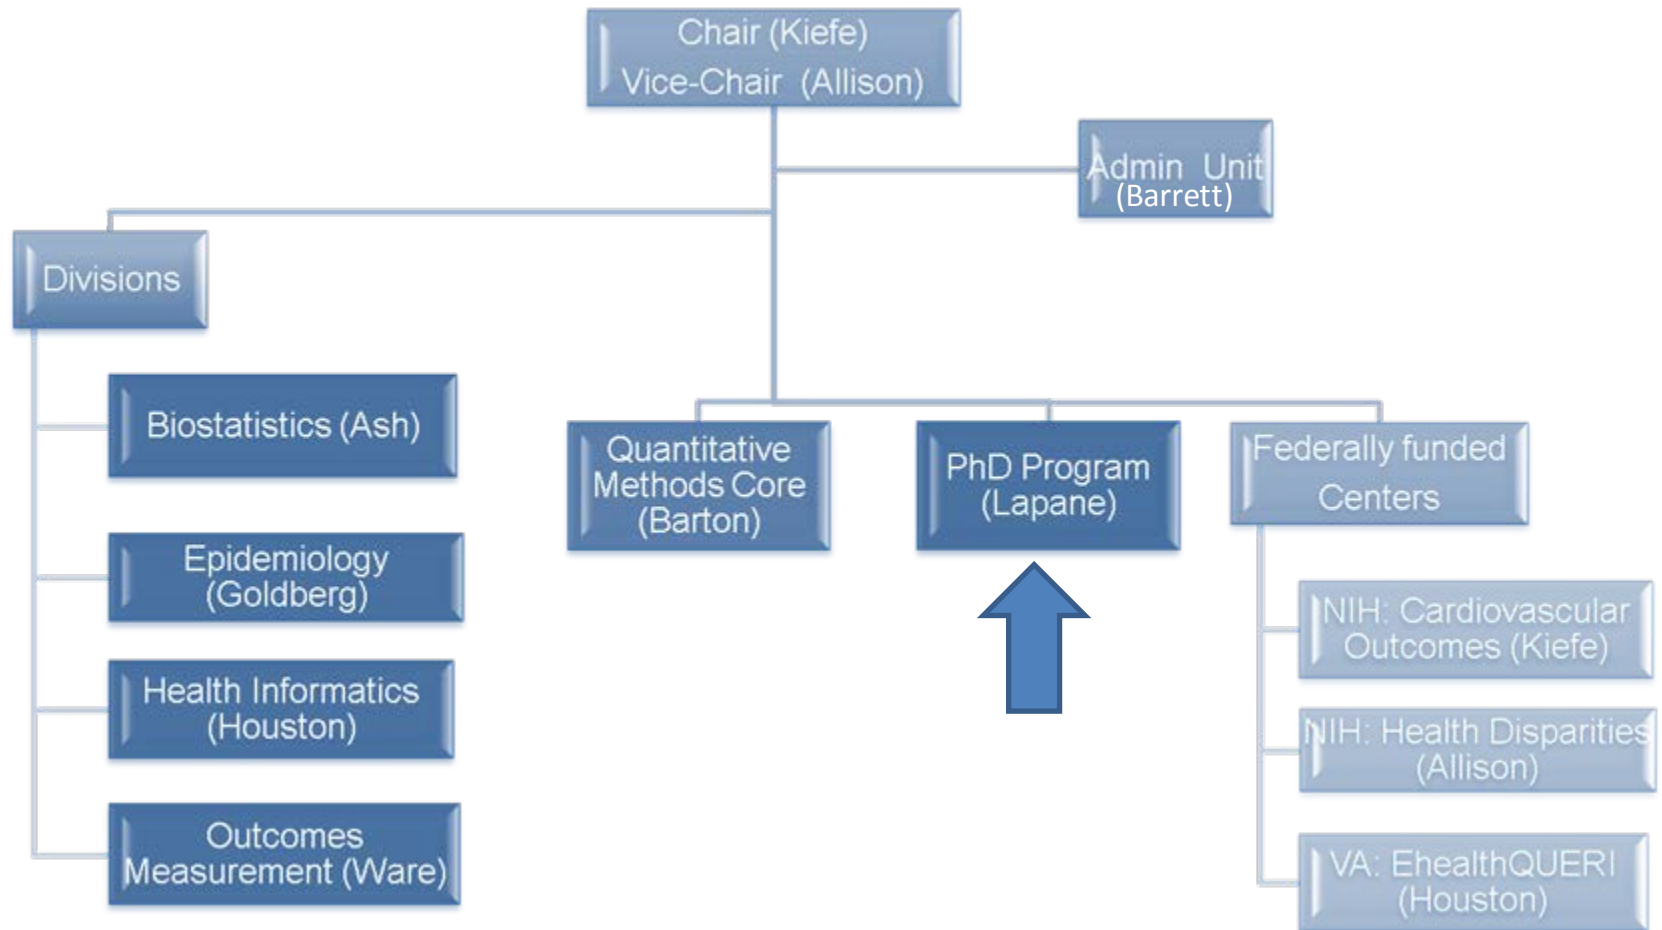 Chair (Kiefe)
Vice-Chair (Allison)
Admin Unit
(Barrett)
Divisions
Biostatistics (Ash)
Epidemiology
(Goldberg)
Health Informatics
(Houston)
Outcomes
Measurement (Ware)
Quantitative
Methods Core
(Barton)
PhD Program
(Lapane)
Federally funded
Centers
NIH: Cardiovascular
Outcomes (Kiefe)
NIH: Health Disparities
(Allison)
VA: EhealthQUERI
(Houston)